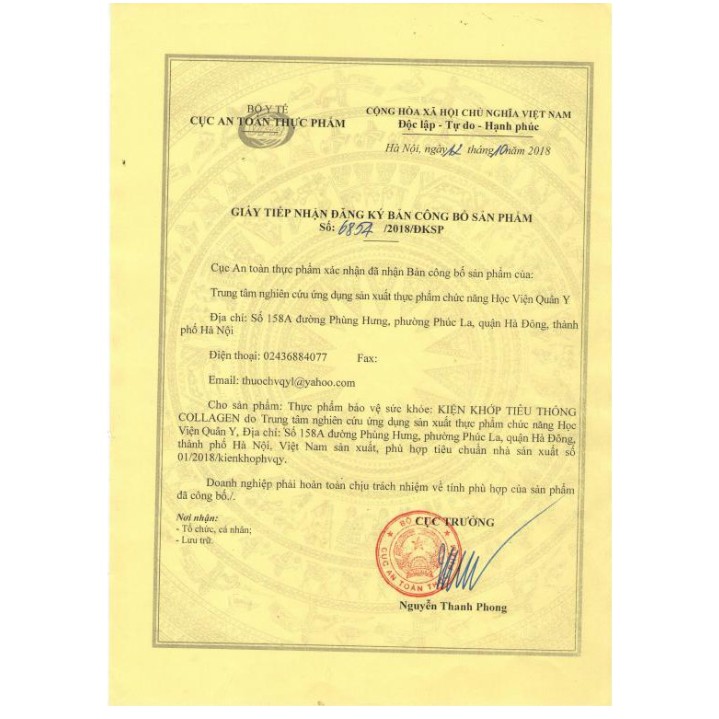 BỘ Y TẾ
CỤC AN TOÀN THỰC PHẨM
CỘNG HÒA XÃ HỘI CHỦ NGHĨA VIỆT NAM
Độc lập - Tự do - Hạnh phúc
Hà Nội, ngày 12 tháng 10 năm 2018
GIẤY TIẾP NHẬN ĐĂNG KÝ BẢN CÔNG BỐ SẢN PHẨM
Số: 6854 /2018/ĐKSP
Cục An toàn thực phẩm xác nhận đã nhận Bản công bố sản phẩm của:
Trung tâm nghiên cứu ứng dụng sản xuất thực phẩm chức năng Học Viện Quân Y
Địa chỉ: Số 158A đường Phùng Hưng, phường Phúc La, quận Hà Đông, thành
phố Hà Nội
Điện thoại: 02436884077 Fax:
Email: thuochvqyl@yahoo.com
Cho sản phẩm: Thực phẩm bảo vệ sức khỏe: KIỆN KHỚP TIÊU THỐNG
COLLAGEN do Trung tâm nghiên cứu ứng dụng sản xuất thực phẩm chức năng Học
Viện Quân Y, Địa chỉ: Số 158A đường Phùng Hưng, phường Phúc La, quận Hà Đông,
thành phố Hà Nội, Việt Nam sản xuất, phù hợp tiêu chuẩn nhà sản xuất số
01/2018/kienkhophvqy.
Doanh nghiệp phải hoàn toàn chịu trách nhiệm về tính phù hợp của sản phẩm
đã công bố./.
Nơi nhận:
- Tổ chức, cá nhân;
- Lưu trữ.
CỤC TRƯỞNG
BỘ
CỤC AN TOÀN
Nguyễn Thanh Phong